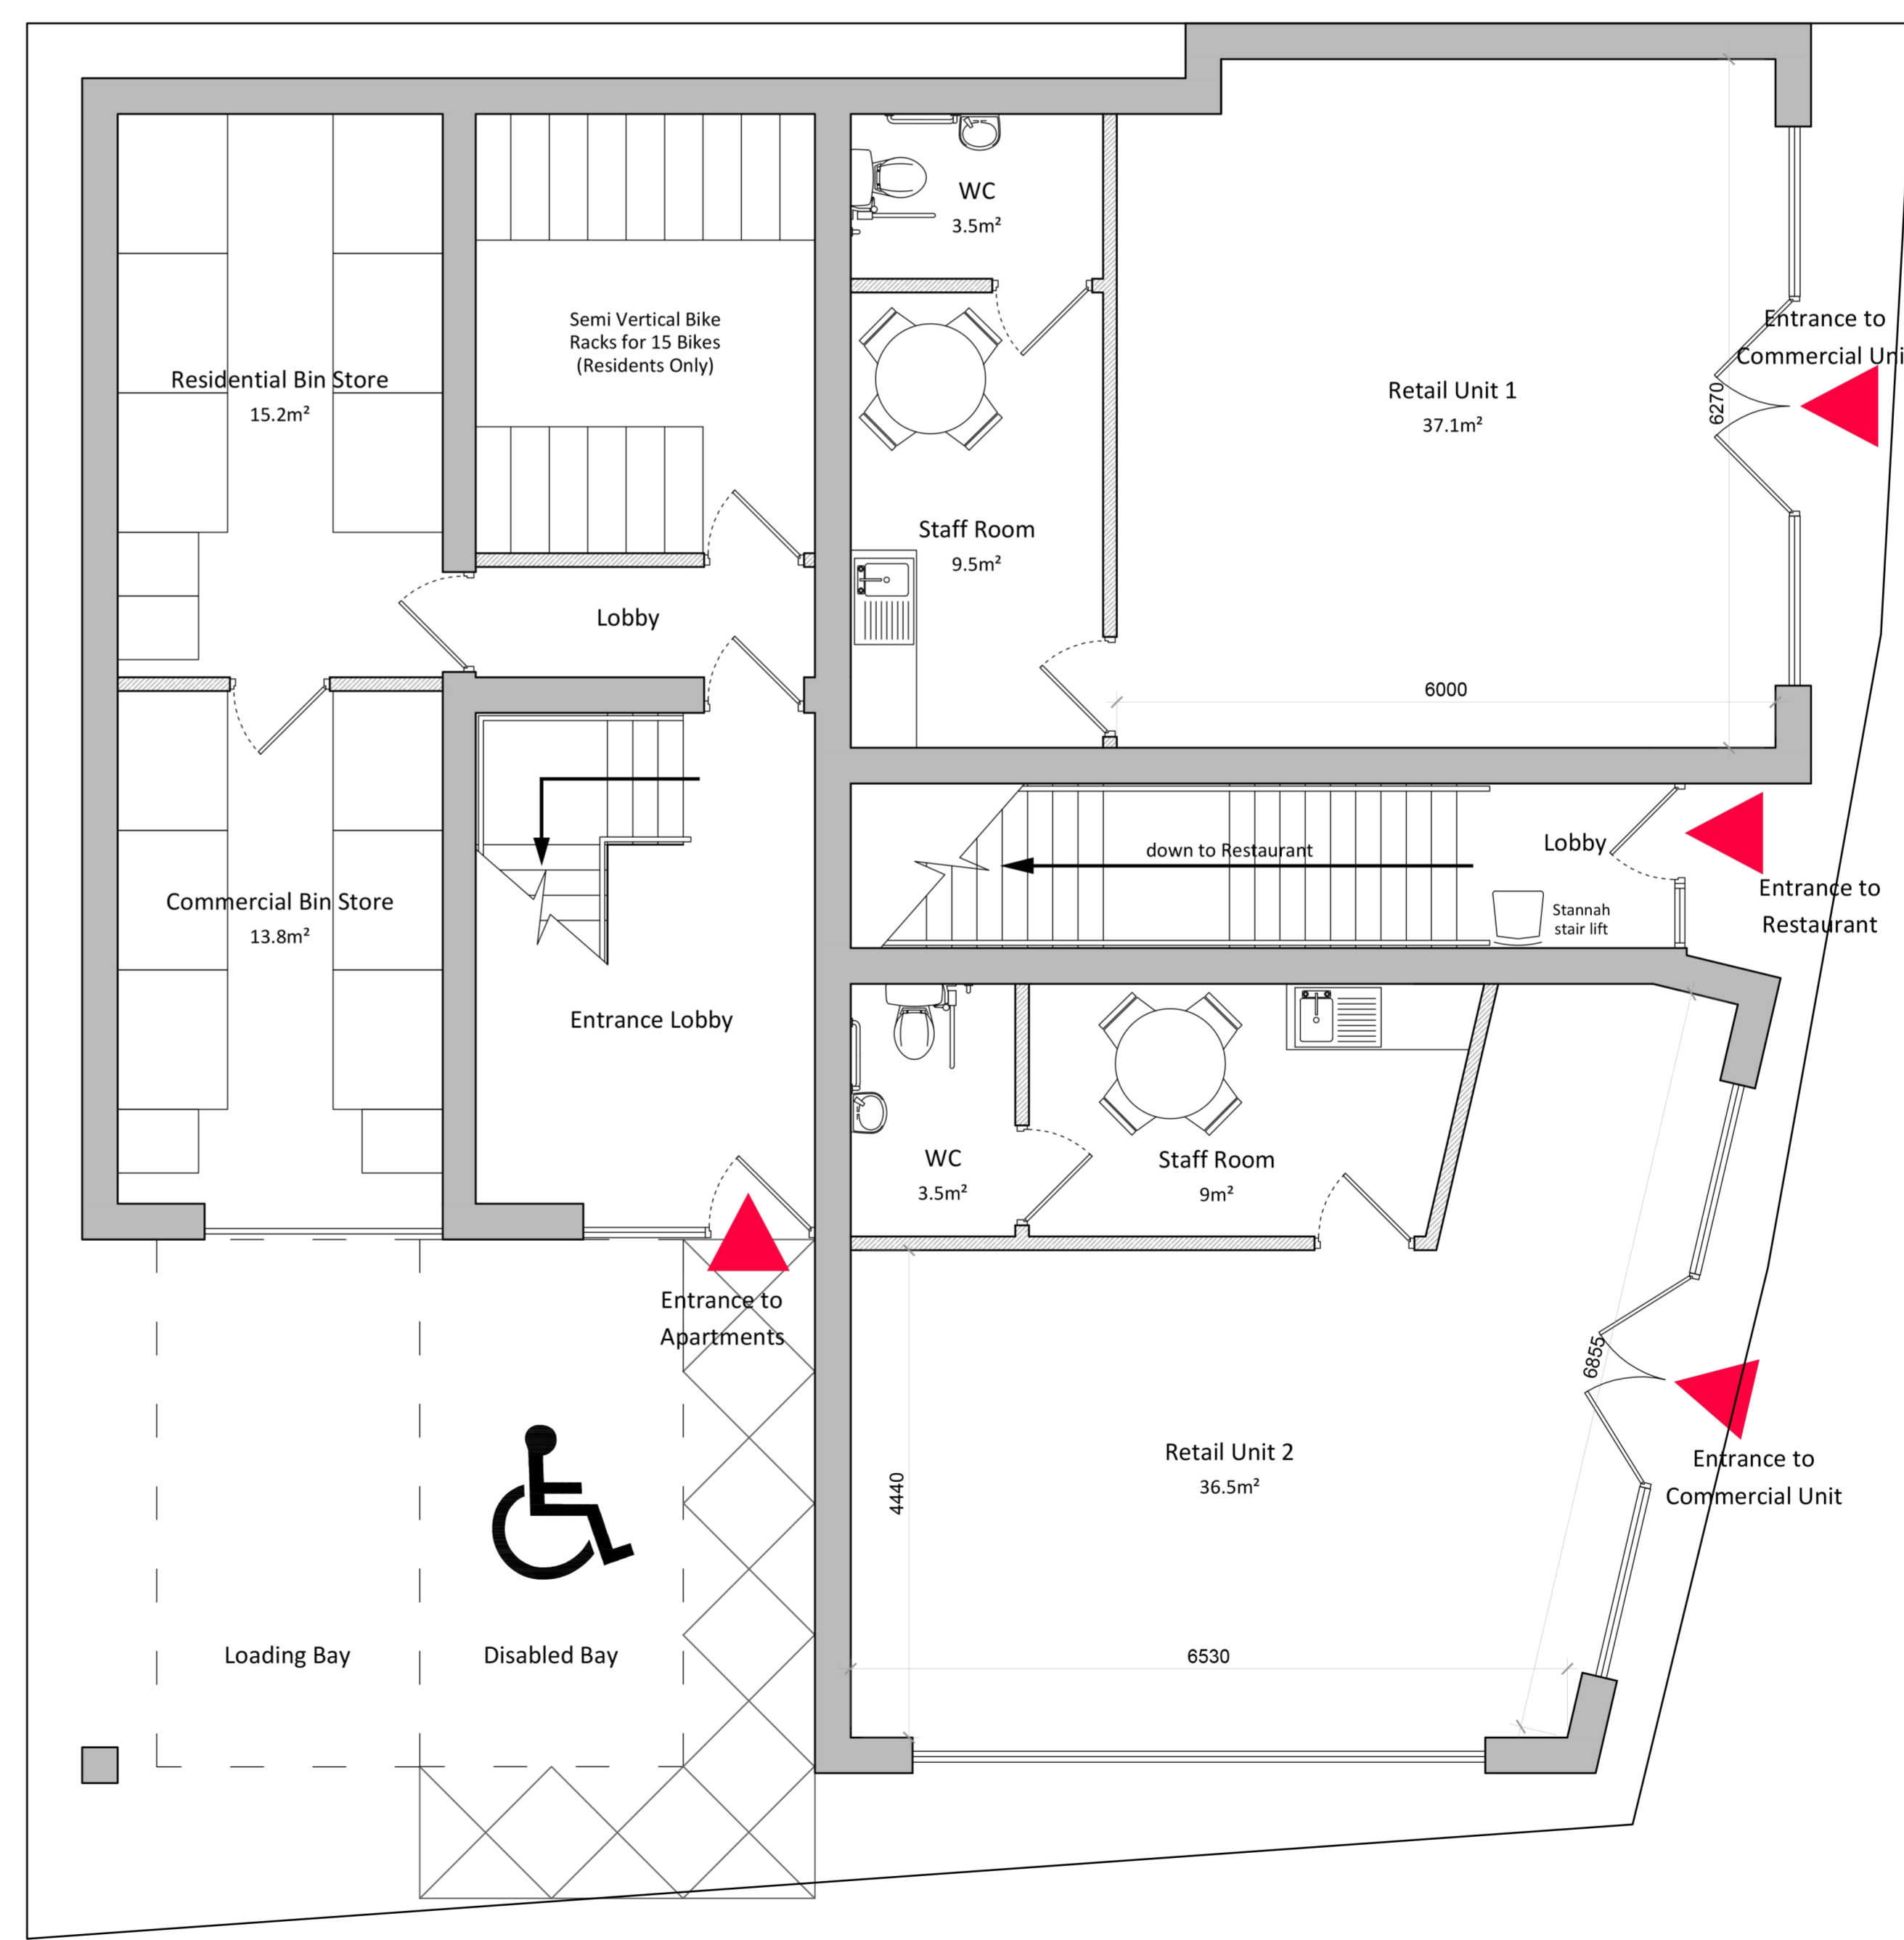 WC
3.5m²
Semi Vertical Bike
Racks for 15 Bikes
(Residents Only)
Residential Bin Store
15.2m²
Entrance to
Commercial Uni
Retail Unit 1
37.1m²
6270
Staff Room
9.5m²
Lobby
6000
down to Restaurant
Lobby
Entrance to
Restaurant
Stannah
stair lift
Commercial Bin Store
13.8m²
Entrance Lobby
WC
3.5m²
Staff Room
9m²
Entrance to
Apartments
6855
Retail Unit 2
36.5m²
4440
Entrance to
Commercial Unit
Loading Bay
Disabled Bay
6530